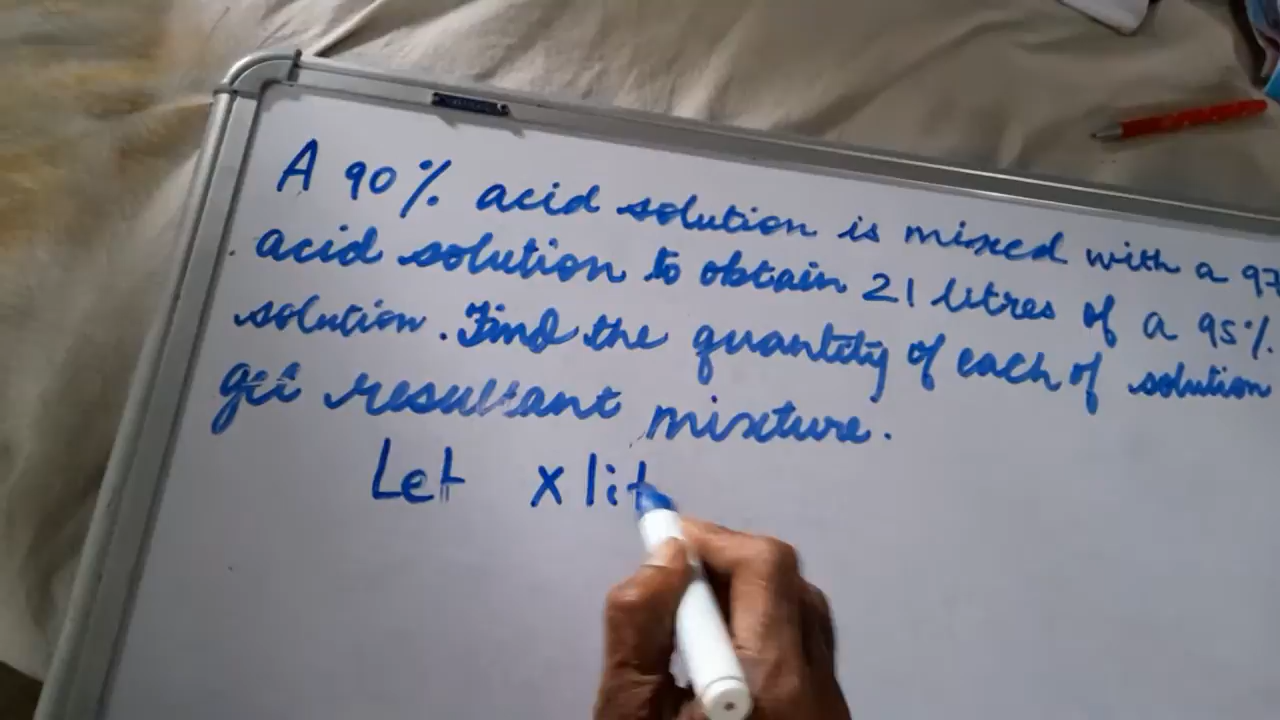 A 90% acid solution is mixed with a 97
acid solution to obtain 21 litres of a 95%.
solution. Find the quantity of each of solution
get resultant mixture.
Let x lit